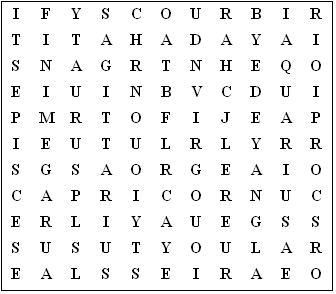 I F Y S C O U R B I R
T I T A H A D A Y A I
S N A G R T N H E Q O
E I U I N B V C D U I
P M R T O F I J E A P
I E U T U L R L Y R R
S G S A O R G E A I O
C A P R I C O R N U C
E R L I Y A U E G S S
S U S U T Y O U L A R
E A L S S E I R A E O